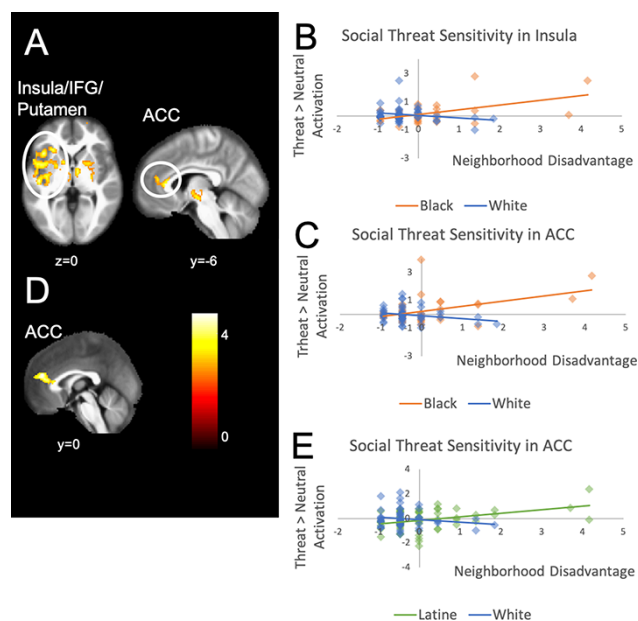 A
Insula/IFG/
Putamen
ACC
z=0
y=-6
D
ACC
y=0
4
0
B
Social Threat Sensitivity in Insula
Threat > Neutral
Activation
3
1
-1
-3
-2
-1
0
1
2
3
4
5
Neighborhood Disadvantage
Black
White
C
Social Threat Sensitivity in ACC
Trheat > Neutral
Activation
3
1
-1
-3
-2
-1
0
1
2
3
4
5
Neighborhood Disadvantage
Black
White
E
Social Threat Sensitivity in ACC
Threat > Neutral
Activation
4
2
0
-2
-4
-2
-1
0
1
2
3
4
5
Neighborhood Disadvantage
Latine
White